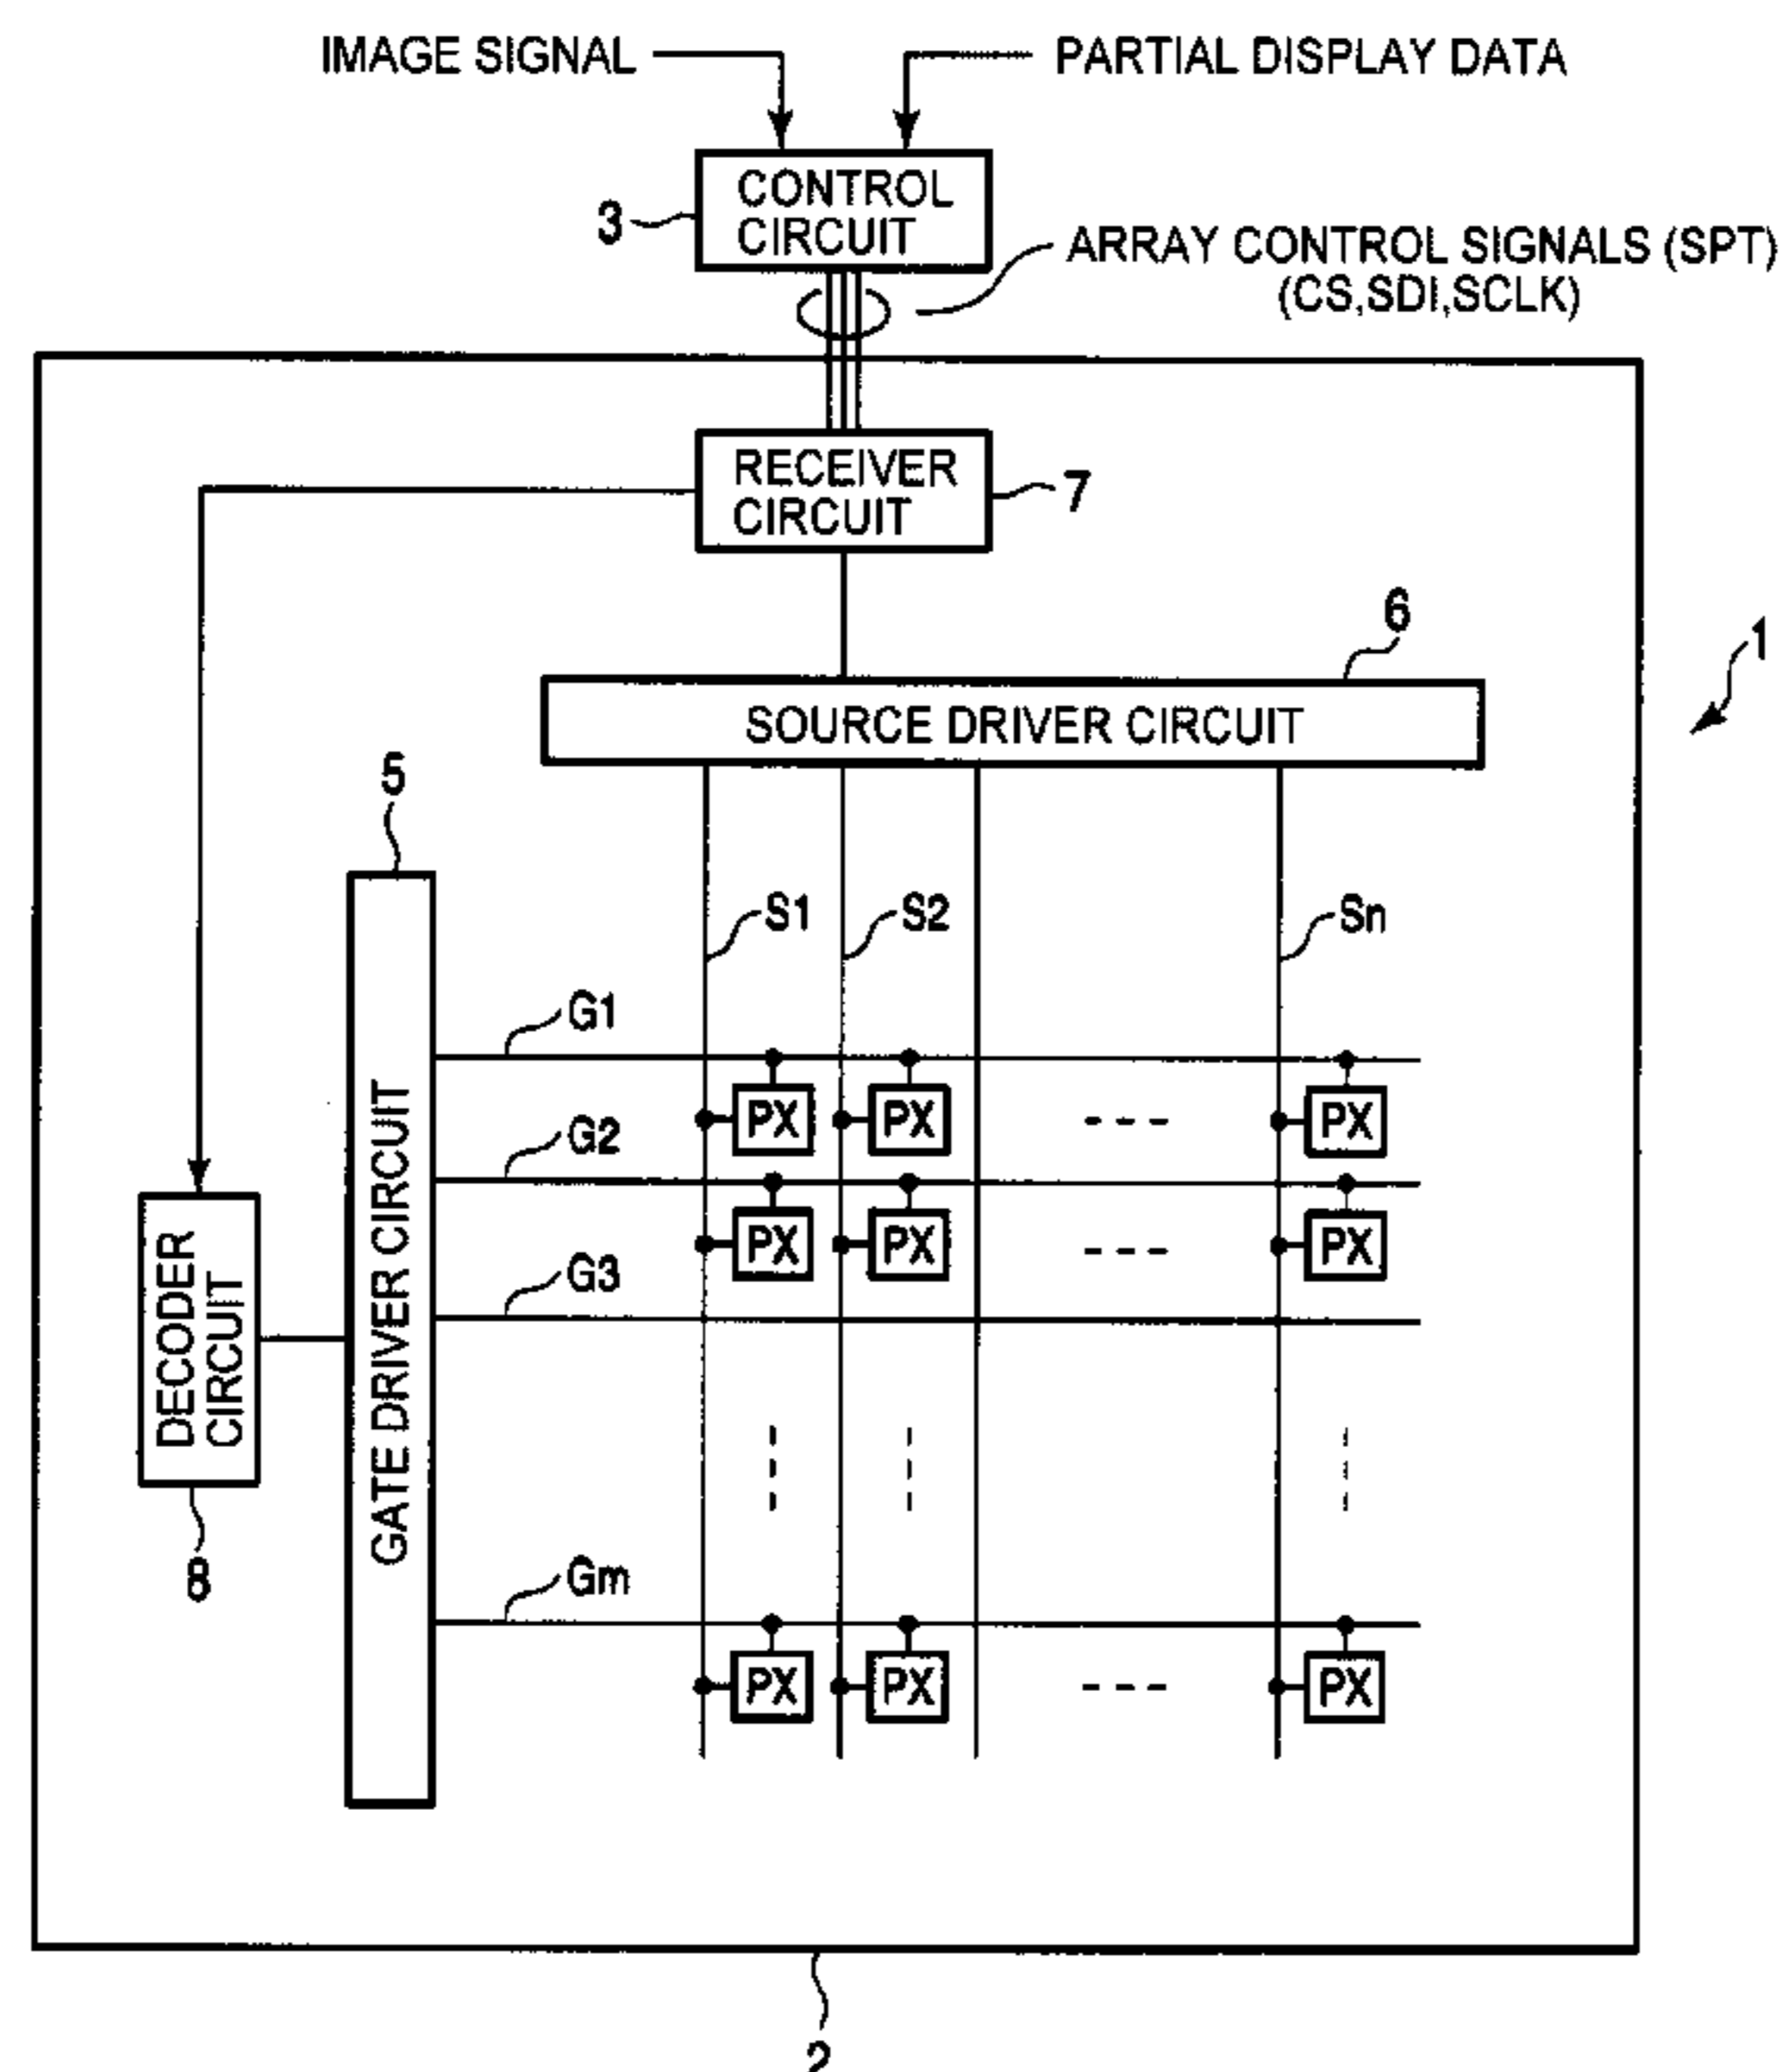 IMAGE SIGNAL
PARTIAL DISPLAY DATA
CONTROL
CIRCUIT
3
ARRAY CONTROL SIGNALS (SPT)
(CS,SDI,SCLK)
RECEIVER
CIRCUIT
7
6
1
SOURCE DRIVER CIRCUIT
5
S1
S2
Sn
G1
PX
PX
PX
G2
PX
PX
PX
G3
DECODER
CIRCUIT
GATE DRIVER CIRCUIT
8
Gm
PX
PX
PX
2